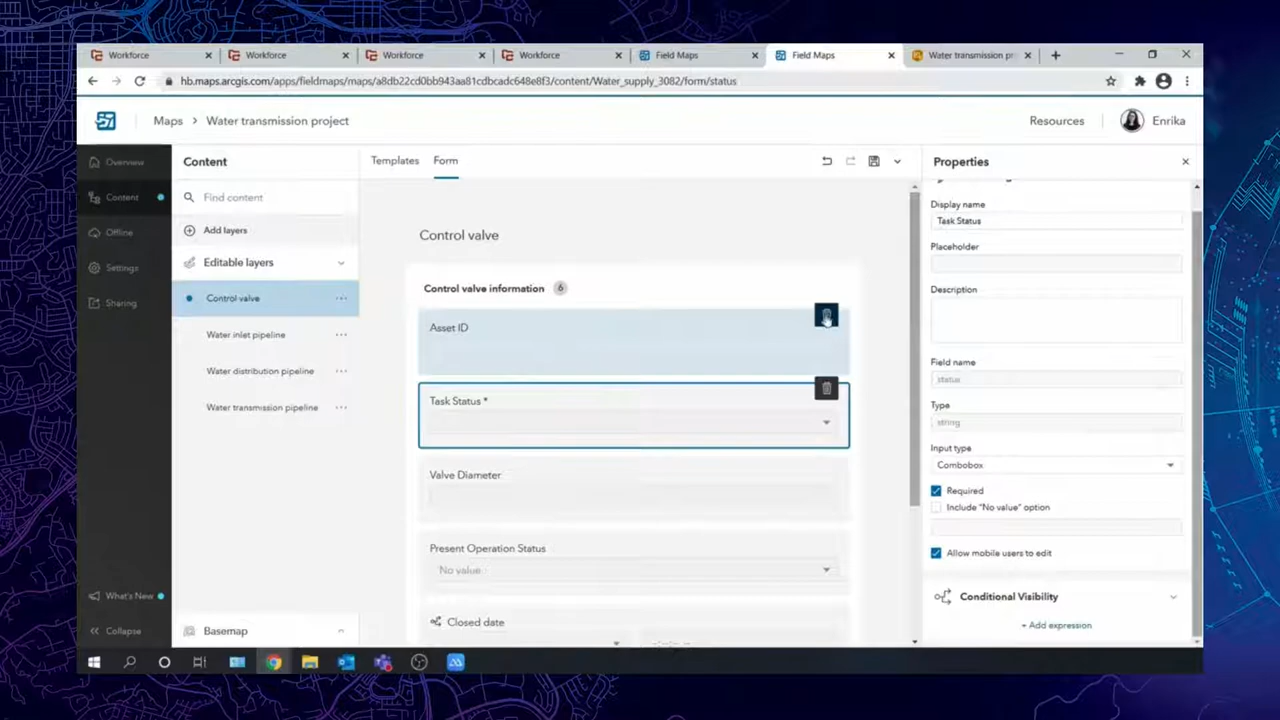 Workforce
Workforce
Workforce
Workforce
Field Maps
Field Maps
Water transmission pr
hb.maps.arcgis.com/apps/fieldmaps/maps/a8db22cd0bb943aa81cdbcadc648e8f3/content/Water_supply_3082/form/status
Maps > Water transmission project
Resources
Enrika
Overview
Content
Offline
Settings
Sharing
What's New
Collapse
Content
Find content
Add layers
Editable layers
Control valve
Water inlet pipeline
Water distribution pipeline
Water transmission pipeline
Basemap
Templates
Form
Control valve
Control valve information 6
Asset ID
Task Status *
Valve Diameter
Present Operation Status
No value
Closed date
Properties
Display name
Task Status
Placeholder
Description
Field name
status
Type
string
Input type
Combobox
Required
Include "No value" option
Allow mobile users to edit
Conditional Visibility
+ Add expression